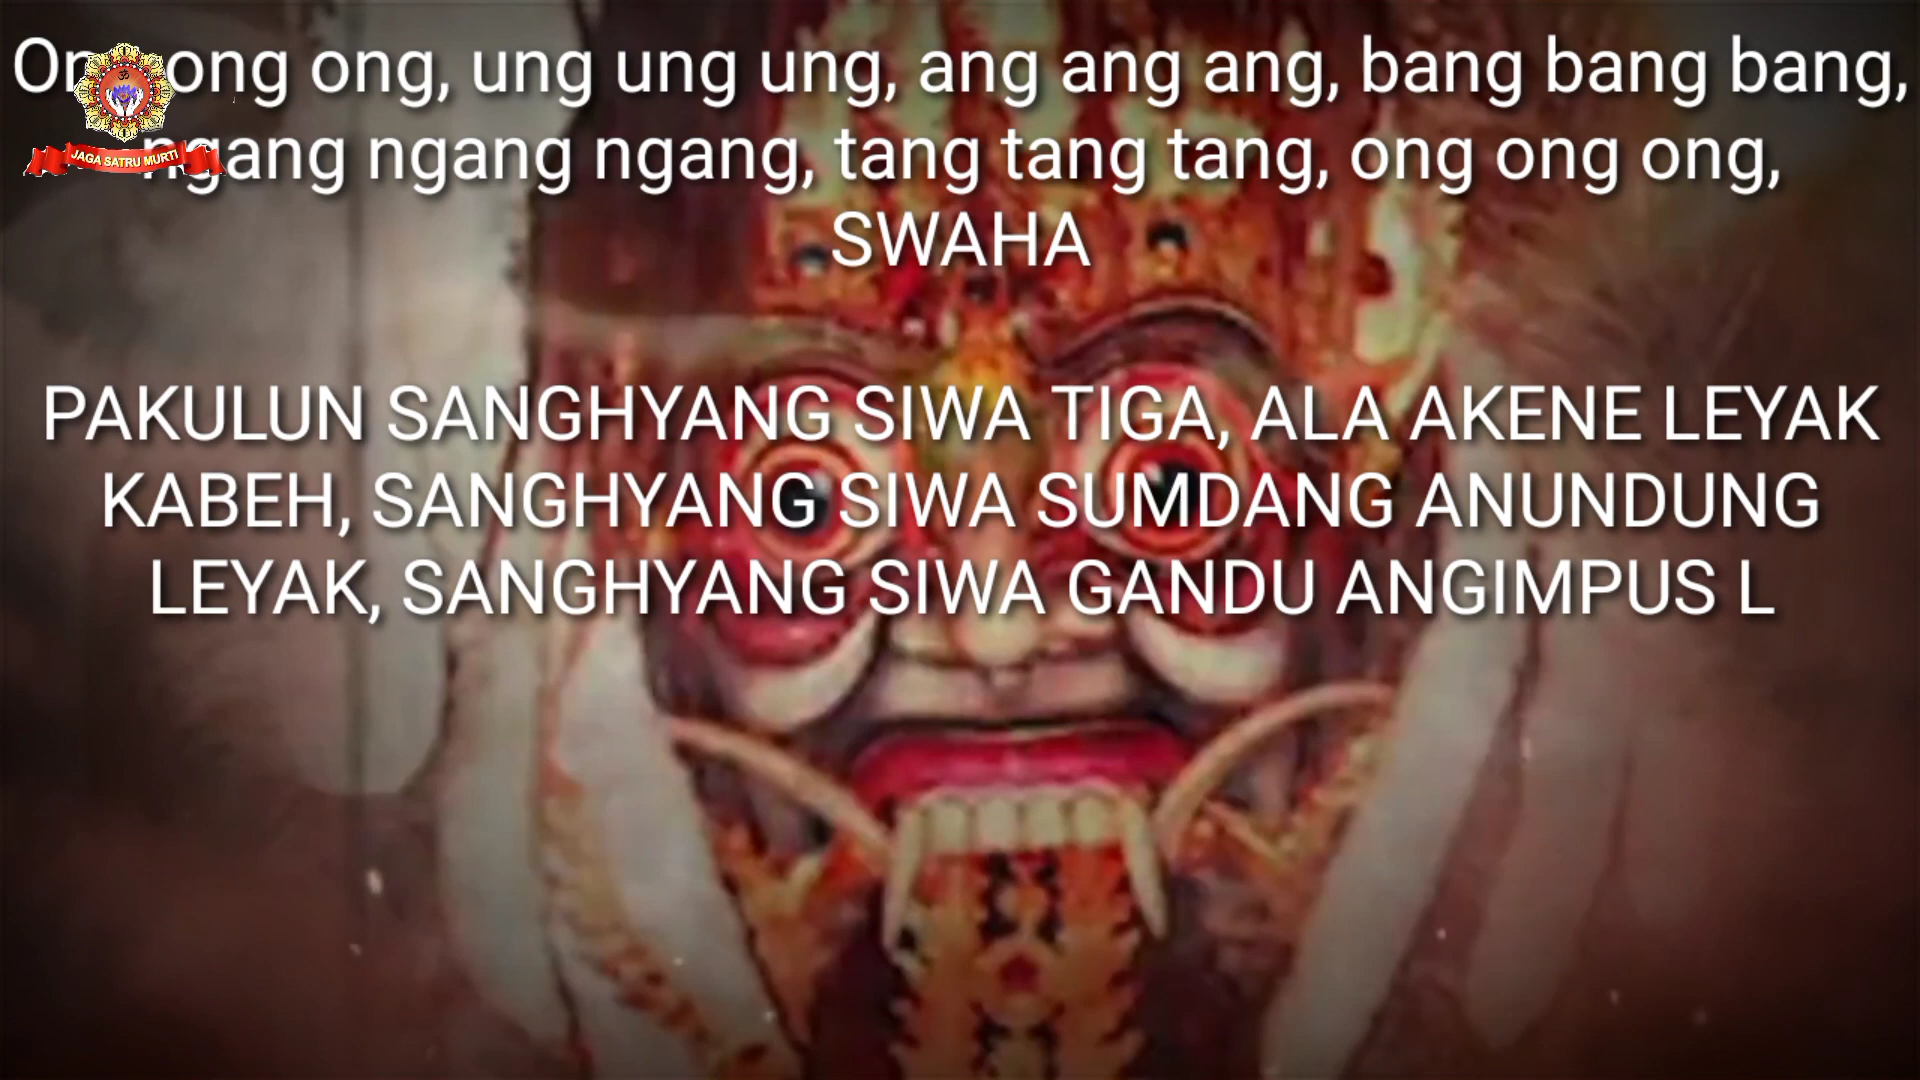 Ong ong ong, ung ung ung, ang ang ang, bang bang bang,
ngang ngang ngang, tang tang tang, ong ong ong,
SWAHA
PAKULUN SANGHYANG SIWA TIGA, ALA AKENE LEYAK
KABEH, SANGHYANG SIWA SUMDANG ANUNDUNG
LEYAK, SANGHYANG SIWA GANDU ANGIMPUS L
JAGA SATRU MURTI